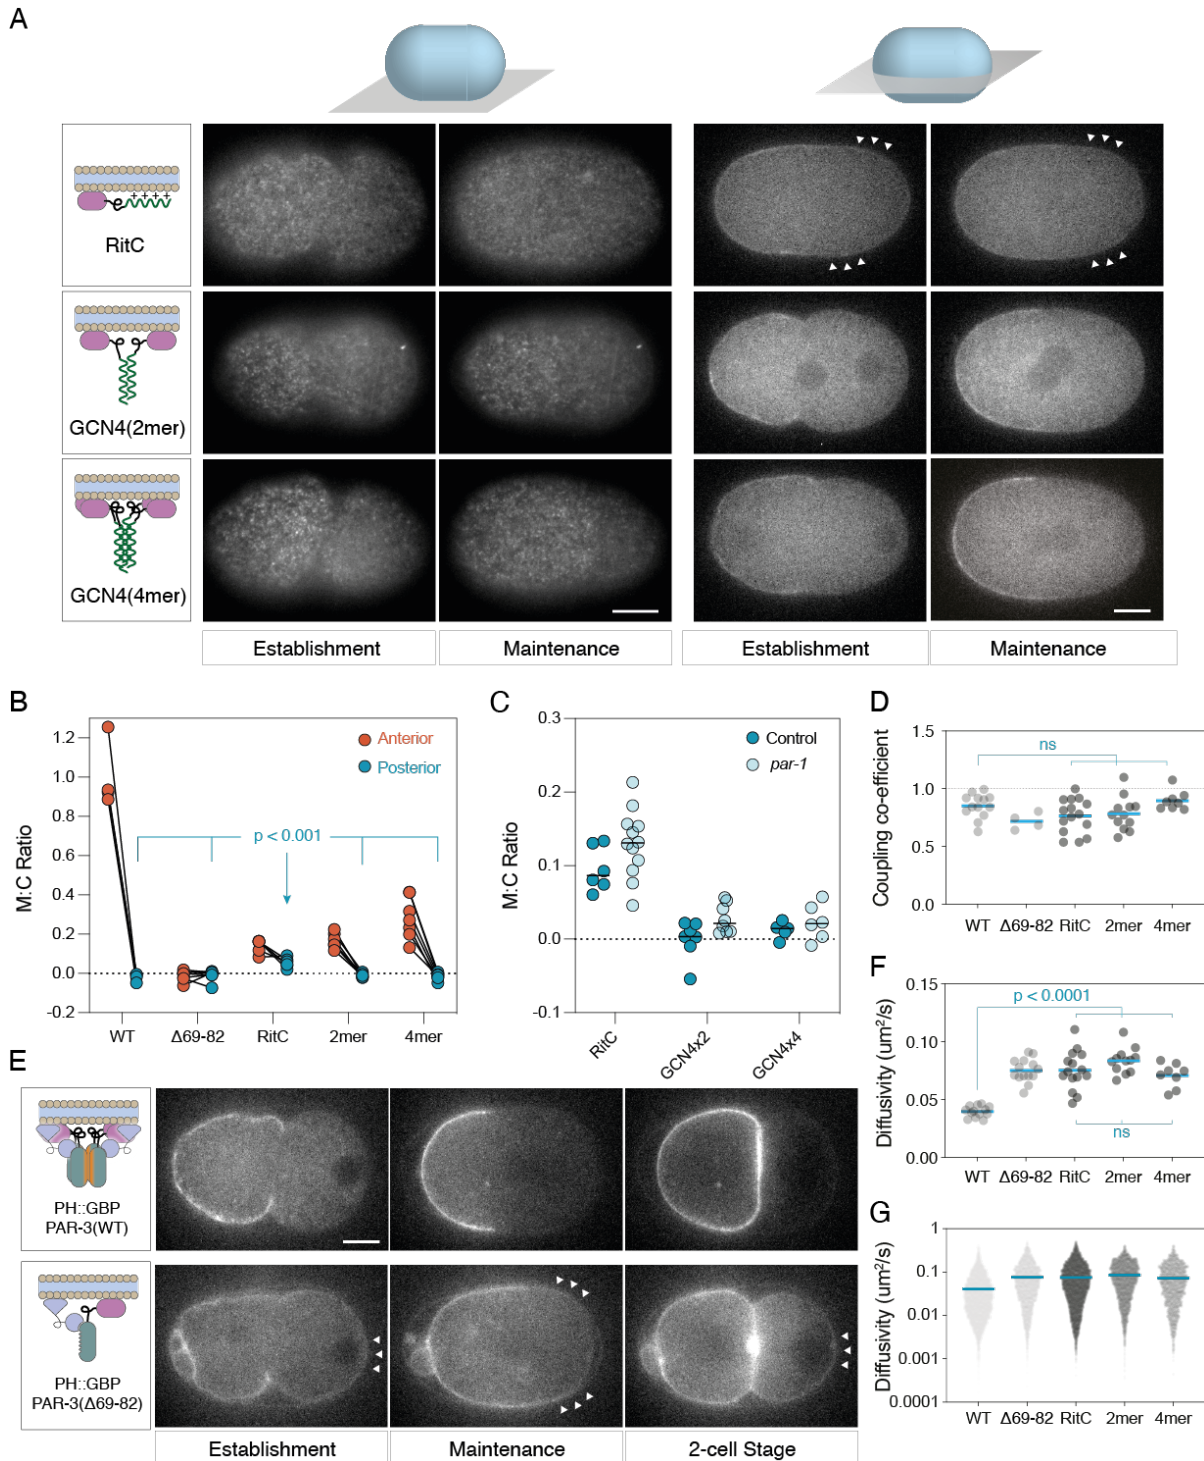 A
RitC
++++
GCN4(2mer)
GCN4(4mer)
Establishment
Maintenance
Establishment
Maintenance
B
M:C Ratio
1.2
1.0
0.8
0.6
0.4
0.2
0.0
-0.2
Anterior
Posterior
p < 0.001
WT
Δ69-82
RitC
2mer
4mer
C
M:C Ratio
0.3
0.2
0.1
0.0
-0.1
Control
par-1
RitC
GCN4x2
GCN4x4
D
Coupling co-efficient
1.5
1.0
0.5
0.0
ns
WT
Δ69-82
RitC
2mer
4mer
E
PH::GBP
PAR-3(WT)
PH::GBP
PAR-3(Δ69-82)
Establishment
Maintenance
2-cell Stage
F
Diffusivity (um²/s)
0.15
0.10
0.05
0.00
p < 0.0001
ns
WT
Δ69-82
RitC
2mer
4mer
G
Diffusivity (um²/s)
1
0.1
0.01
0.001
0.0001
WT
Δ69-82
RitC
2mer
4mer